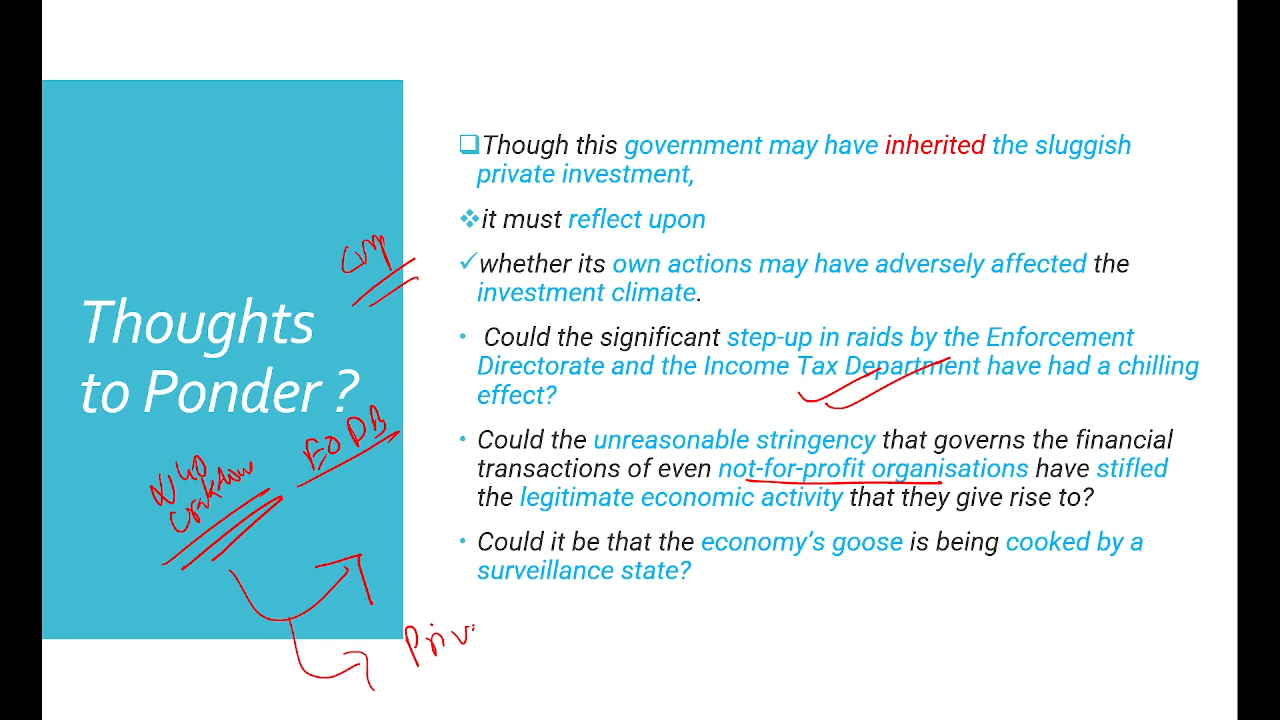 Thoughts
to Ponder ?
Though this government may have inherited the sluggish
private investment,
it must reflect upon
whether its own actions may have adversely affected the
investment climate.
Could the significant step-up in raids by the Enforcement
Directorate and the Income Tax Department have had a chilling
effect?
Could the unreasonable stringency that governs the financial
transactions of even not-for-profit organisations have stifled
the legitimate economic activity that they give rise to?
Could it be that the economy’s goose is being cooked by a
surveillance state?
EODB
Priv